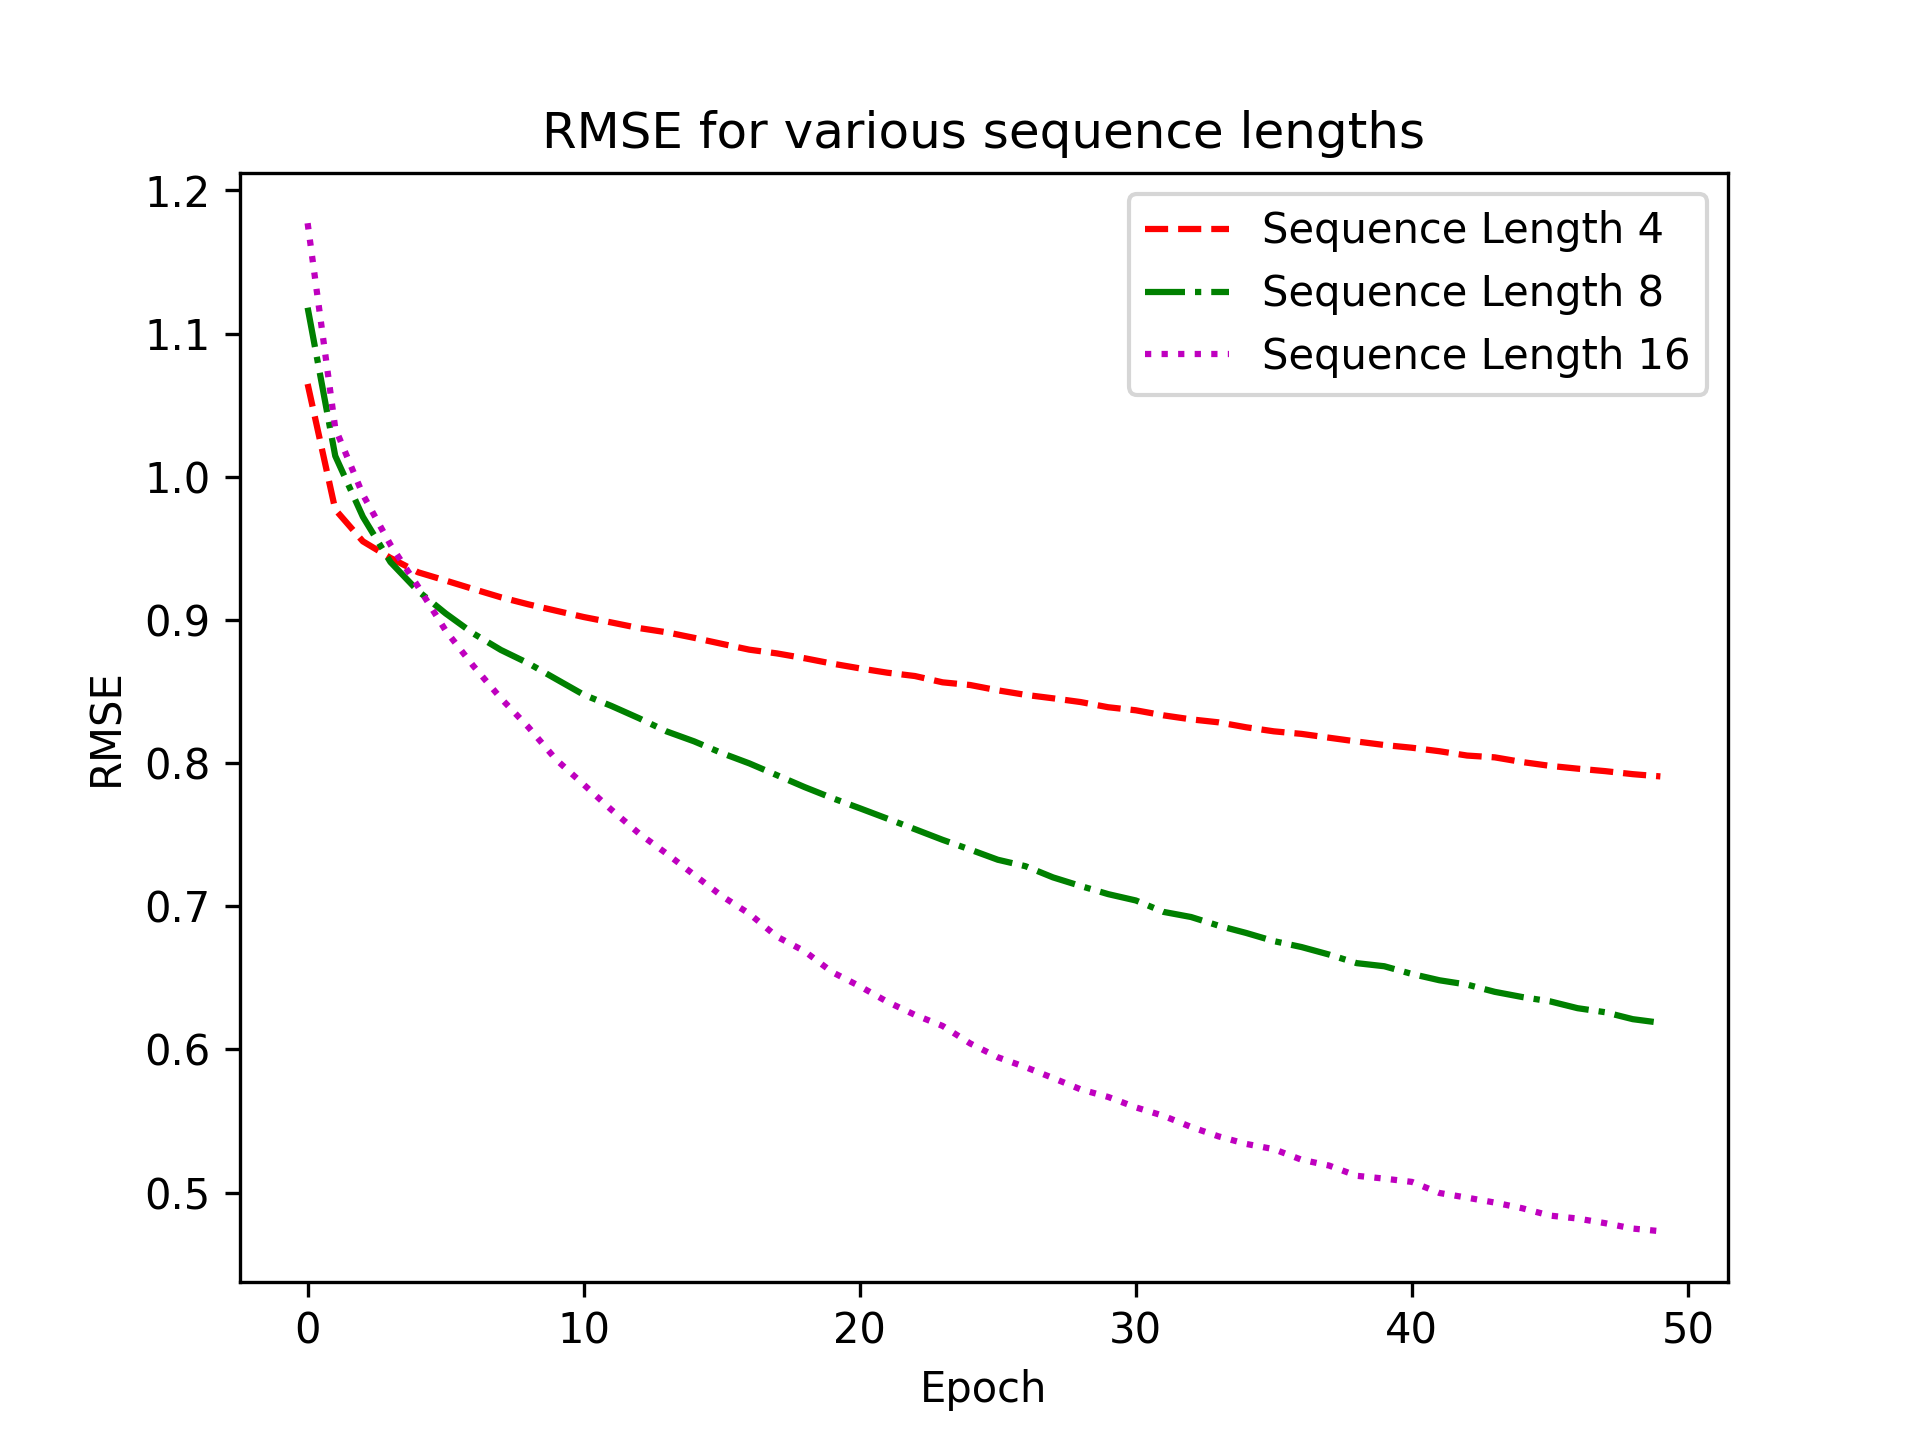 RMSE for various sequence lengths
1.2
1.1
1.0
0.9
0.8
0.7
0.6
0.5
RMSE
Sequence Length 4
Sequence Length 8
Sequence Length 16
0 10 20 30 40 50
Epoch